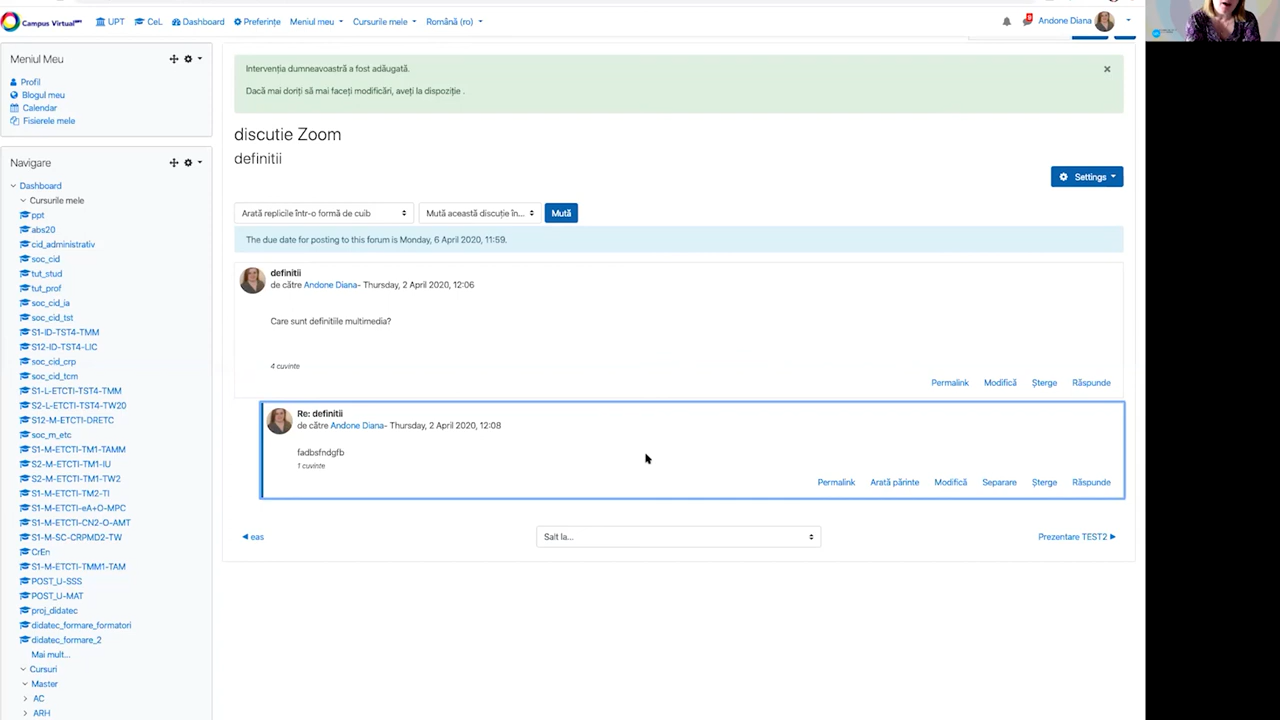 Campus Virtual UPT
UPT
CeL
Dashboard
Preferințe
Meniul meu
Cursurile mele
Română (ro)
Andone Diana
Meniul Meu
Profil
Blogul meu
Calendar
Fisierele mele
Navigare
Dashboard
Cursurile mele
ppt
abs20
cid_administrativ
soc_cid
tut_stud
tut_prof
soc_cid_ia
soc_cid_tst
S1-ID-TST4-TMM
S12-ID-TST4-LIC
soc_cid_crp
soc_cid_tcm
S1-L-ETCTI-TST4-TMM
S2-L-ETCTI-TST4-TW20
S12-M-ETCTI-DRETC
soc_m_etc
S1-M-ETCTI-TM1-TAMM
S2-M-ETCTI-TM1-IU
S2-M-ETCTI-TM1-TW2
S1-M-ETCTI-TM2-TI
S1-M-ETCTI-eA+O-MPC
S1-M-ETCTI-CN2-O-AMT
S1-M-SC-CRPMD2-TW
CrEn
S1-M-ETCTI-TMM1-TAM
POST_U-SSS
POST_U-MAT
proj_didatec
didatec_formare_formatori
didatec_formare_2
Mai mult...
Cursuri
Master
AC
ARH
Intervenția dumneavoastră a fost adăugată.
Dacă mai doriți să mai faceți modificări, aveți la dispoziție .
discutie Zoom
definitii
Settings
Arată replicile într-o formă de cuib
Mută această discuție în...
Mută
The due date for posting to this forum is Monday, 6 April 2020, 11:59.
definitii
de către Andone Diana- Thursday, 2 April 2020, 12:06
Care sunt definitiile multimedia?
4 cuvinte
Permalink Modifică Șterge Răspunde
Re: definitii
de către Andone Diana- Thursday, 2 April 2020, 12:08
fadbsfndgfb
1 cuvinte
Permalink Arată părinte Modifică Separare Șterge Răspunde
eas
Salt la...
Prezentare TEST2